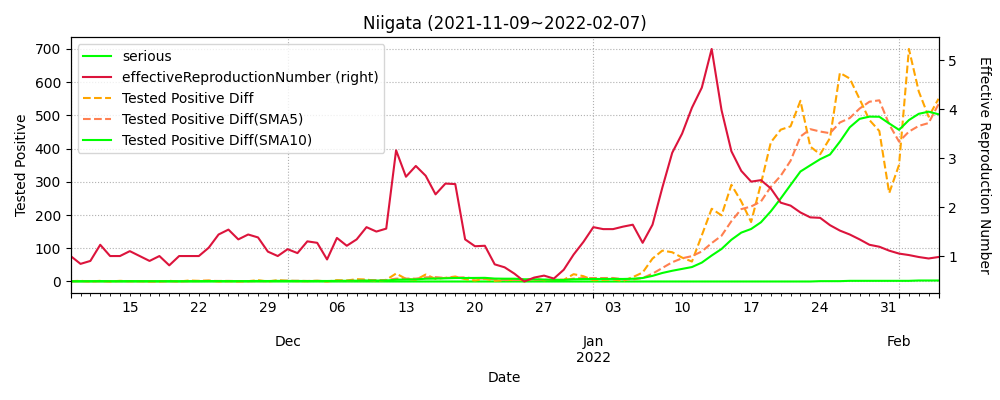 Niigata (2021-11-09~2022-02-07)
serious
effectiveReproductionNumber (right)
Tested Positive Diff
Tested Positive Diff(SMA5)
Tested Positive Diff(SMA10)
Tested Positive
700
600
500
400
300
200
100
0
5
4
3
2
1
Effective Reproduction Number
15 22 29 06 13 20 27 03 10 17 24 31
Dec Jan Feb
2022
Date